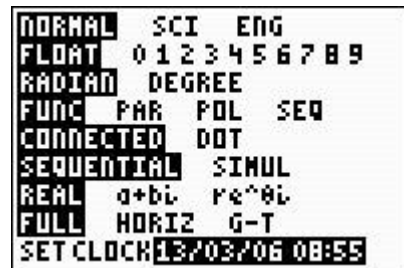 NORMAL SCI ENG
FLOAT 0 1 2 3 4 5 6 7 8 9
RADIAN DEGREE
FUNC PAR POL SEQ
CONNECTED DOT
SEQUENTIAL SIMUL
REAL a+bi re^θi
FULL HORIZ G-T
SET CLOCK 13/03/06 08:55